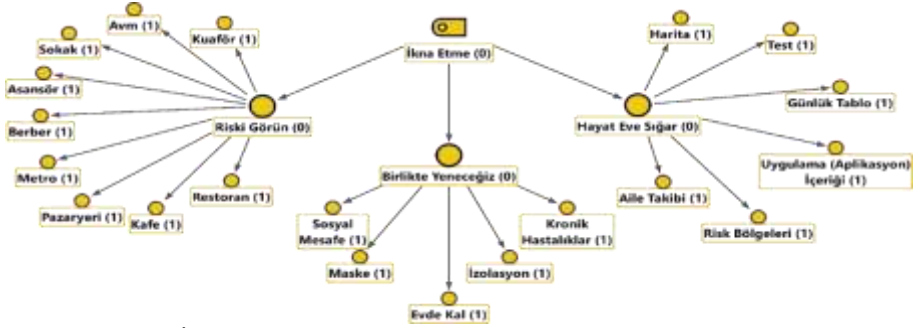 İkna Etme (0)
Riski Görün (0)
Avm (1)
Kuaför (1)
Sokak (1)
Asansör (1)
Berber (1)
Metro (1)
Pazaryeri (1)
Kafe (1)
Restoran (1)
Birlikte Yeneceğiz (0)
Sosyal
Mesafe (1)
Maske (1)
Evde Kal (1)
İzolasyon (1)
Kronik
Hastalıklar (1)
Hayat Eve Sığar (0)
Harita (1)
Test (1)
Günlük Tablo (1)
Uygulama (Aplikasyon)
İçeriği (1)
Risk Bölgeleri (1)
Aile Takibi (1)